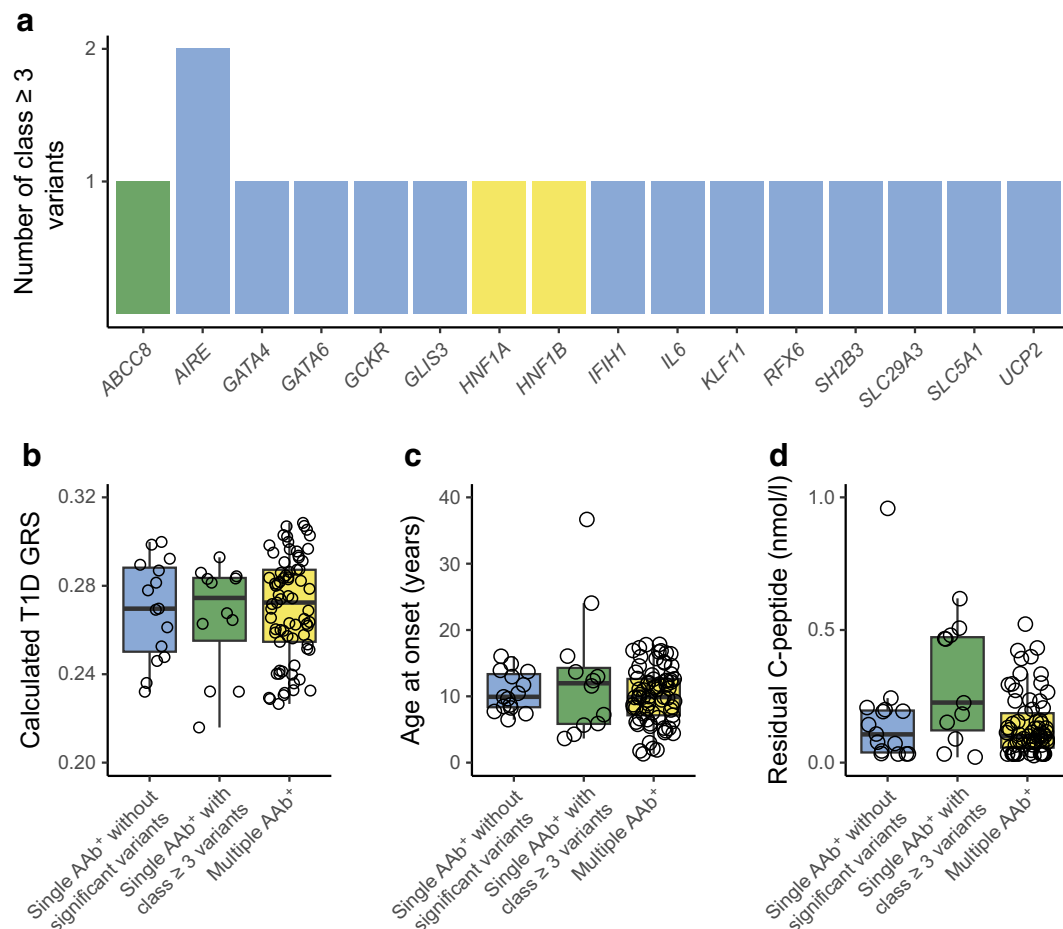 a
Number of class ≥ 3
variants
2
1
ABCC8
AIRE
GATA4
GATA6
GCKR
GLIS3
HNF1A
HNF1B
IFIH1
IL6
KLF11
RFX6
SH2B3
SLC29A3
SLC5A1
UCP2
b
Calculated T1D GRS
0.32
0.28
0.24
0.20
Single AAb⁺ without
significant variants
Single AAb⁺ with
class ≥ 3 variants
Multiple AAb⁺
c
Age at onset (years)
40
30
20
10
0
Single AAb⁺ without
significant variants
Single AAb⁺ with
class ≥ 3 variants
Multiple AAb⁺
d
Residual C-peptide (nmol/l)
1.0
0.5
0.0
Single AAb⁺ without
significant variants
Single AAb⁺ with
class ≥ 3 variants
Multiple AAb⁺